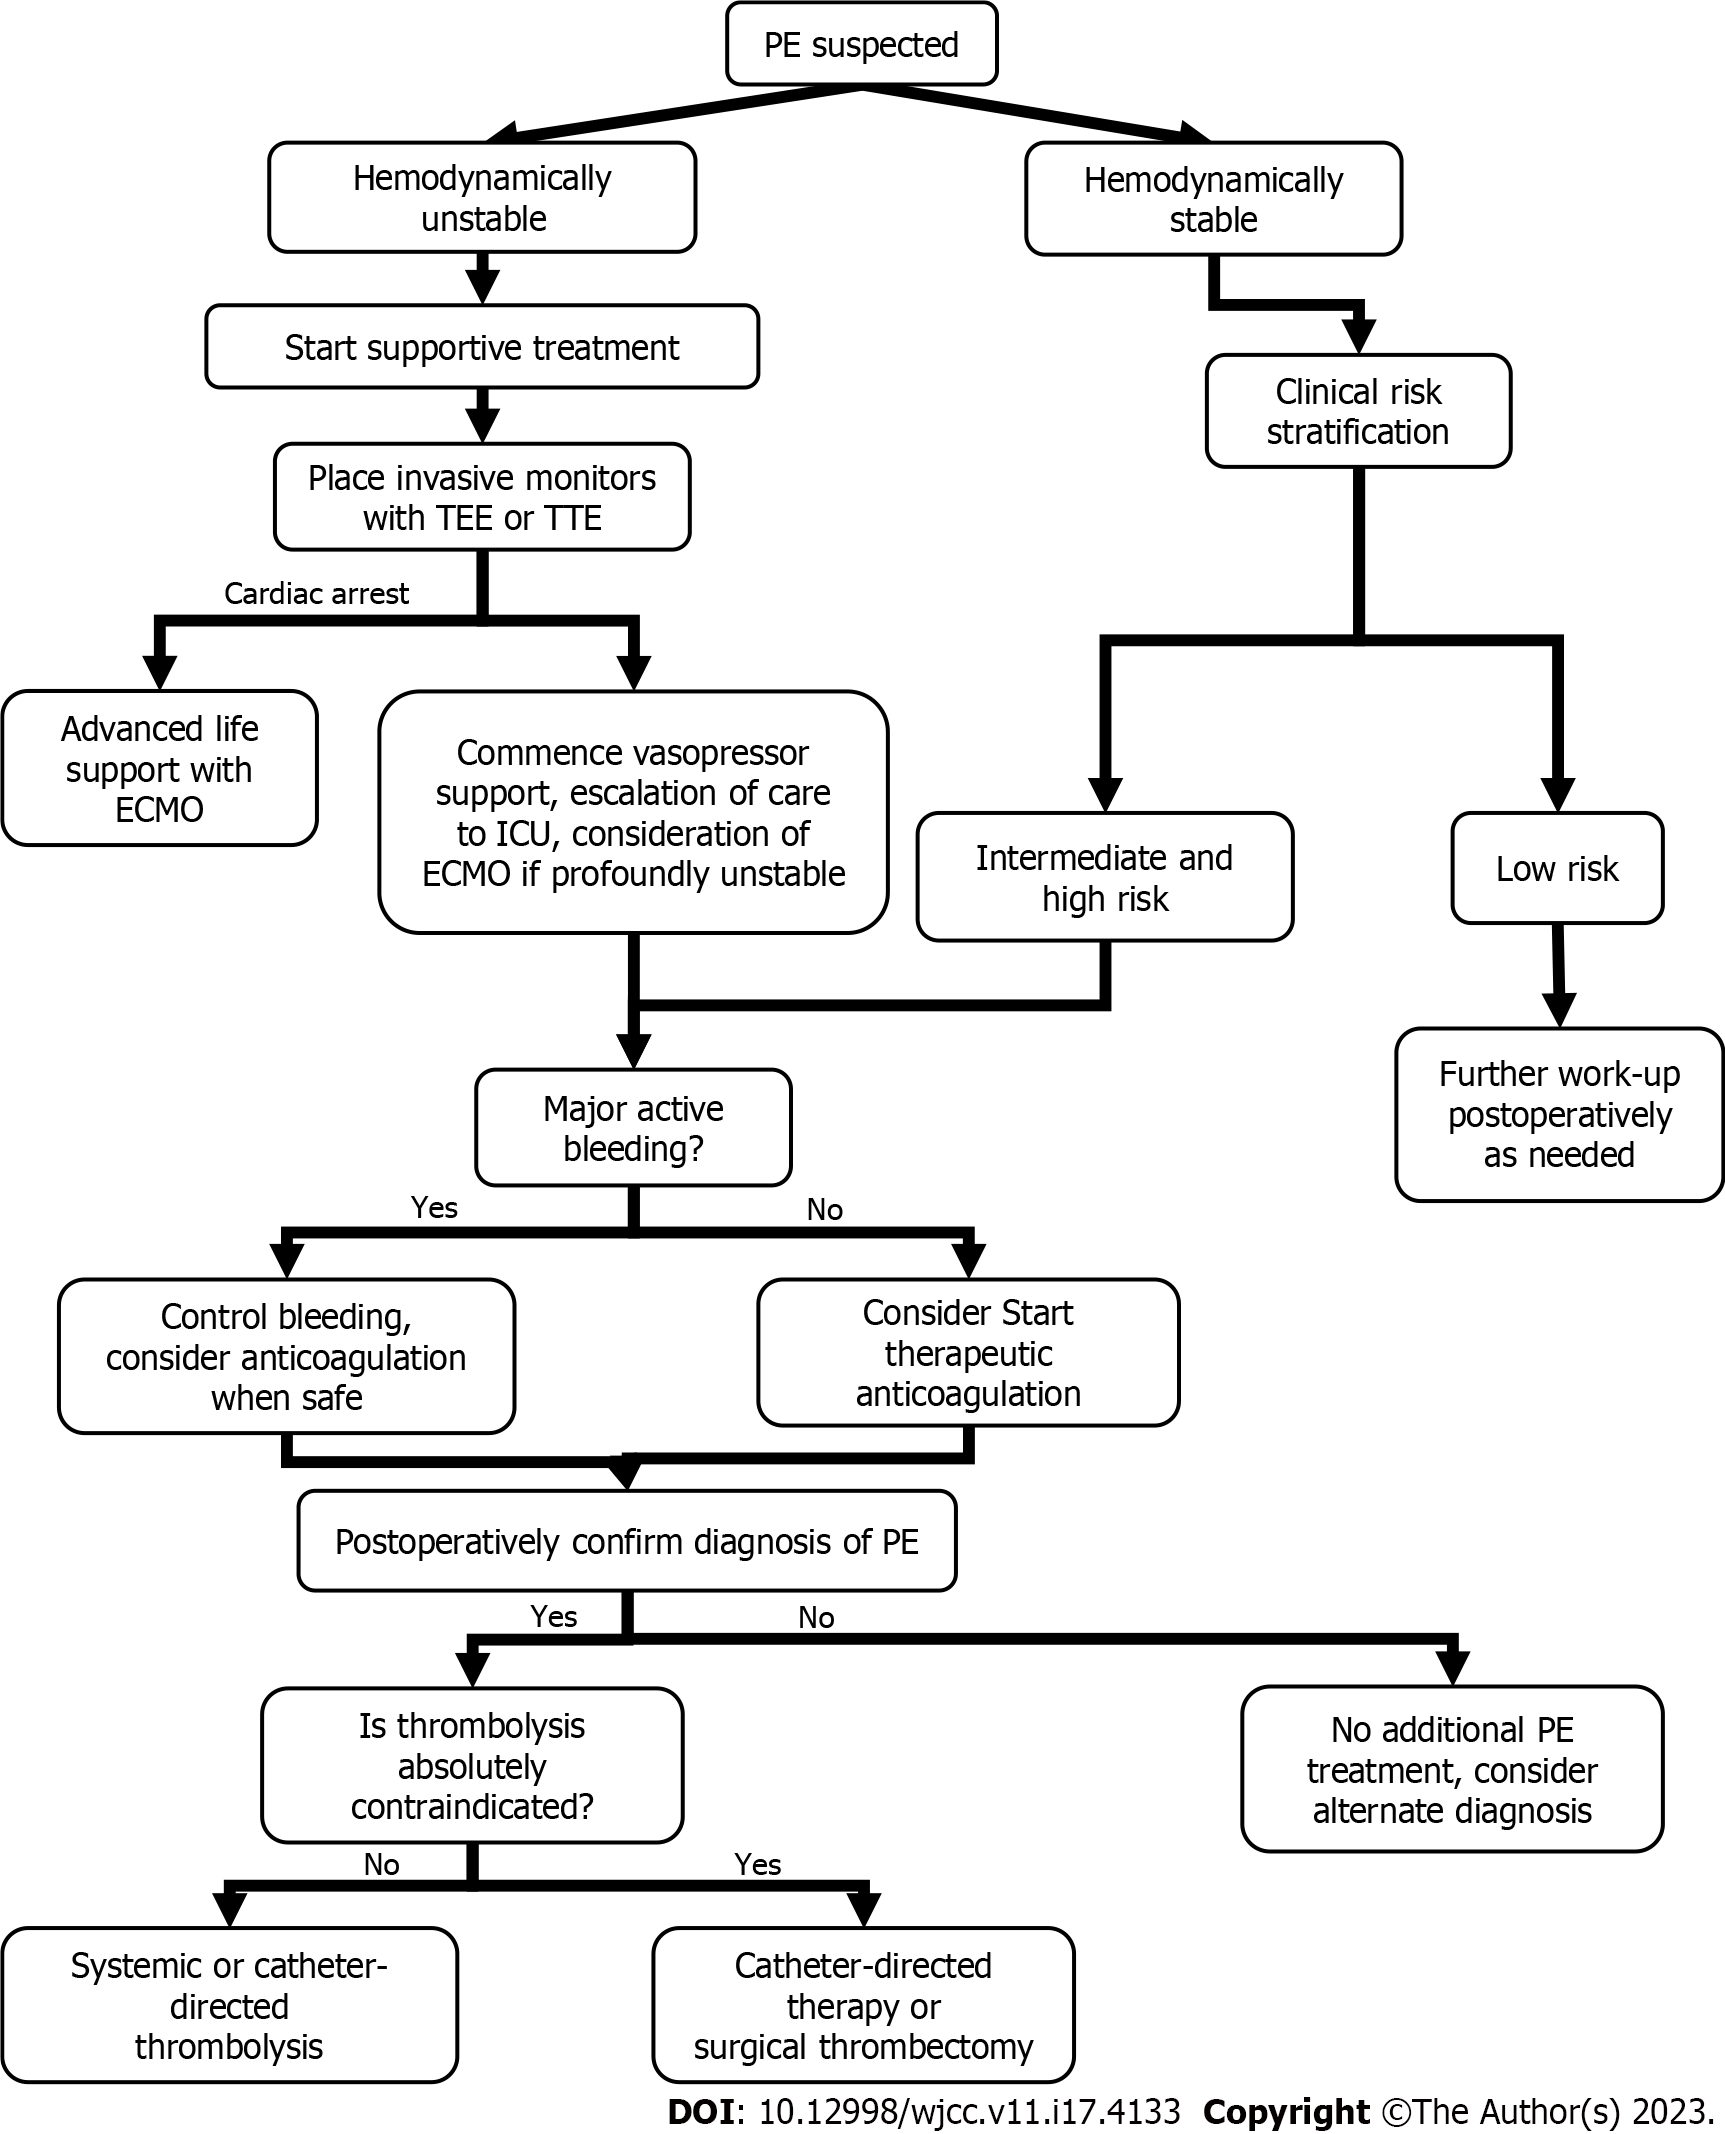 PE suspected
Hemodynamically
unstable
Hemodynamically
stable
Start supportive treatment
Clinical risk
stratification
Place invasive monitors
with TEE or TTE
Cardiac arrest
Advanced life
support with
ECMO
Commence vasopressor
support, escalation of care
to ICU, consideration of
ECMO if profoundly unstable
Intermediate and
high risk
Low risk
Further work-up
postoperatively
as needed
Major active
bleeding?
Yes
No
Control bleeding,
consider anticoagulation
when safe
Consider Start
therapeutic
anticoagulation
Postoperatively confirm diagnosis of PE
Yes
No
Is thrombolysis
absolutely
contraindicated?
No additional PE
treatment, consider
alternate diagnosis
No
Yes
Systemic or catheter-
directed
thrombolysis
Catheter-directed
therapy or
surgical thrombectomy
DOI: 10.12998/wjcc.v11.i17.4133 Copyright ©The Author(s) 2023.